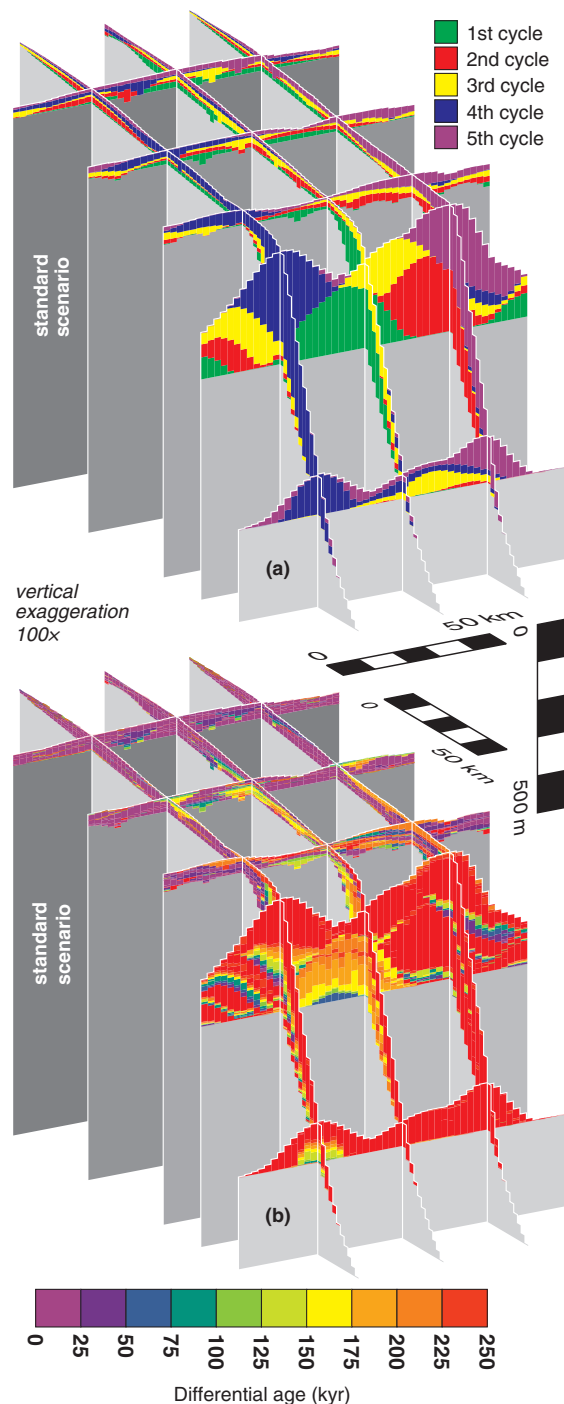 1st cycle
2nd cycle
3rd cycle
4th cycle
5th cycle
standard
scenario
(a)
vertical
exaggeration
100×
0
50 km
0
50 km
0
500 m
standard
scenario
(b)
0
25
50
75
100
125
150
175
200
225
250
Differential age (kyr)